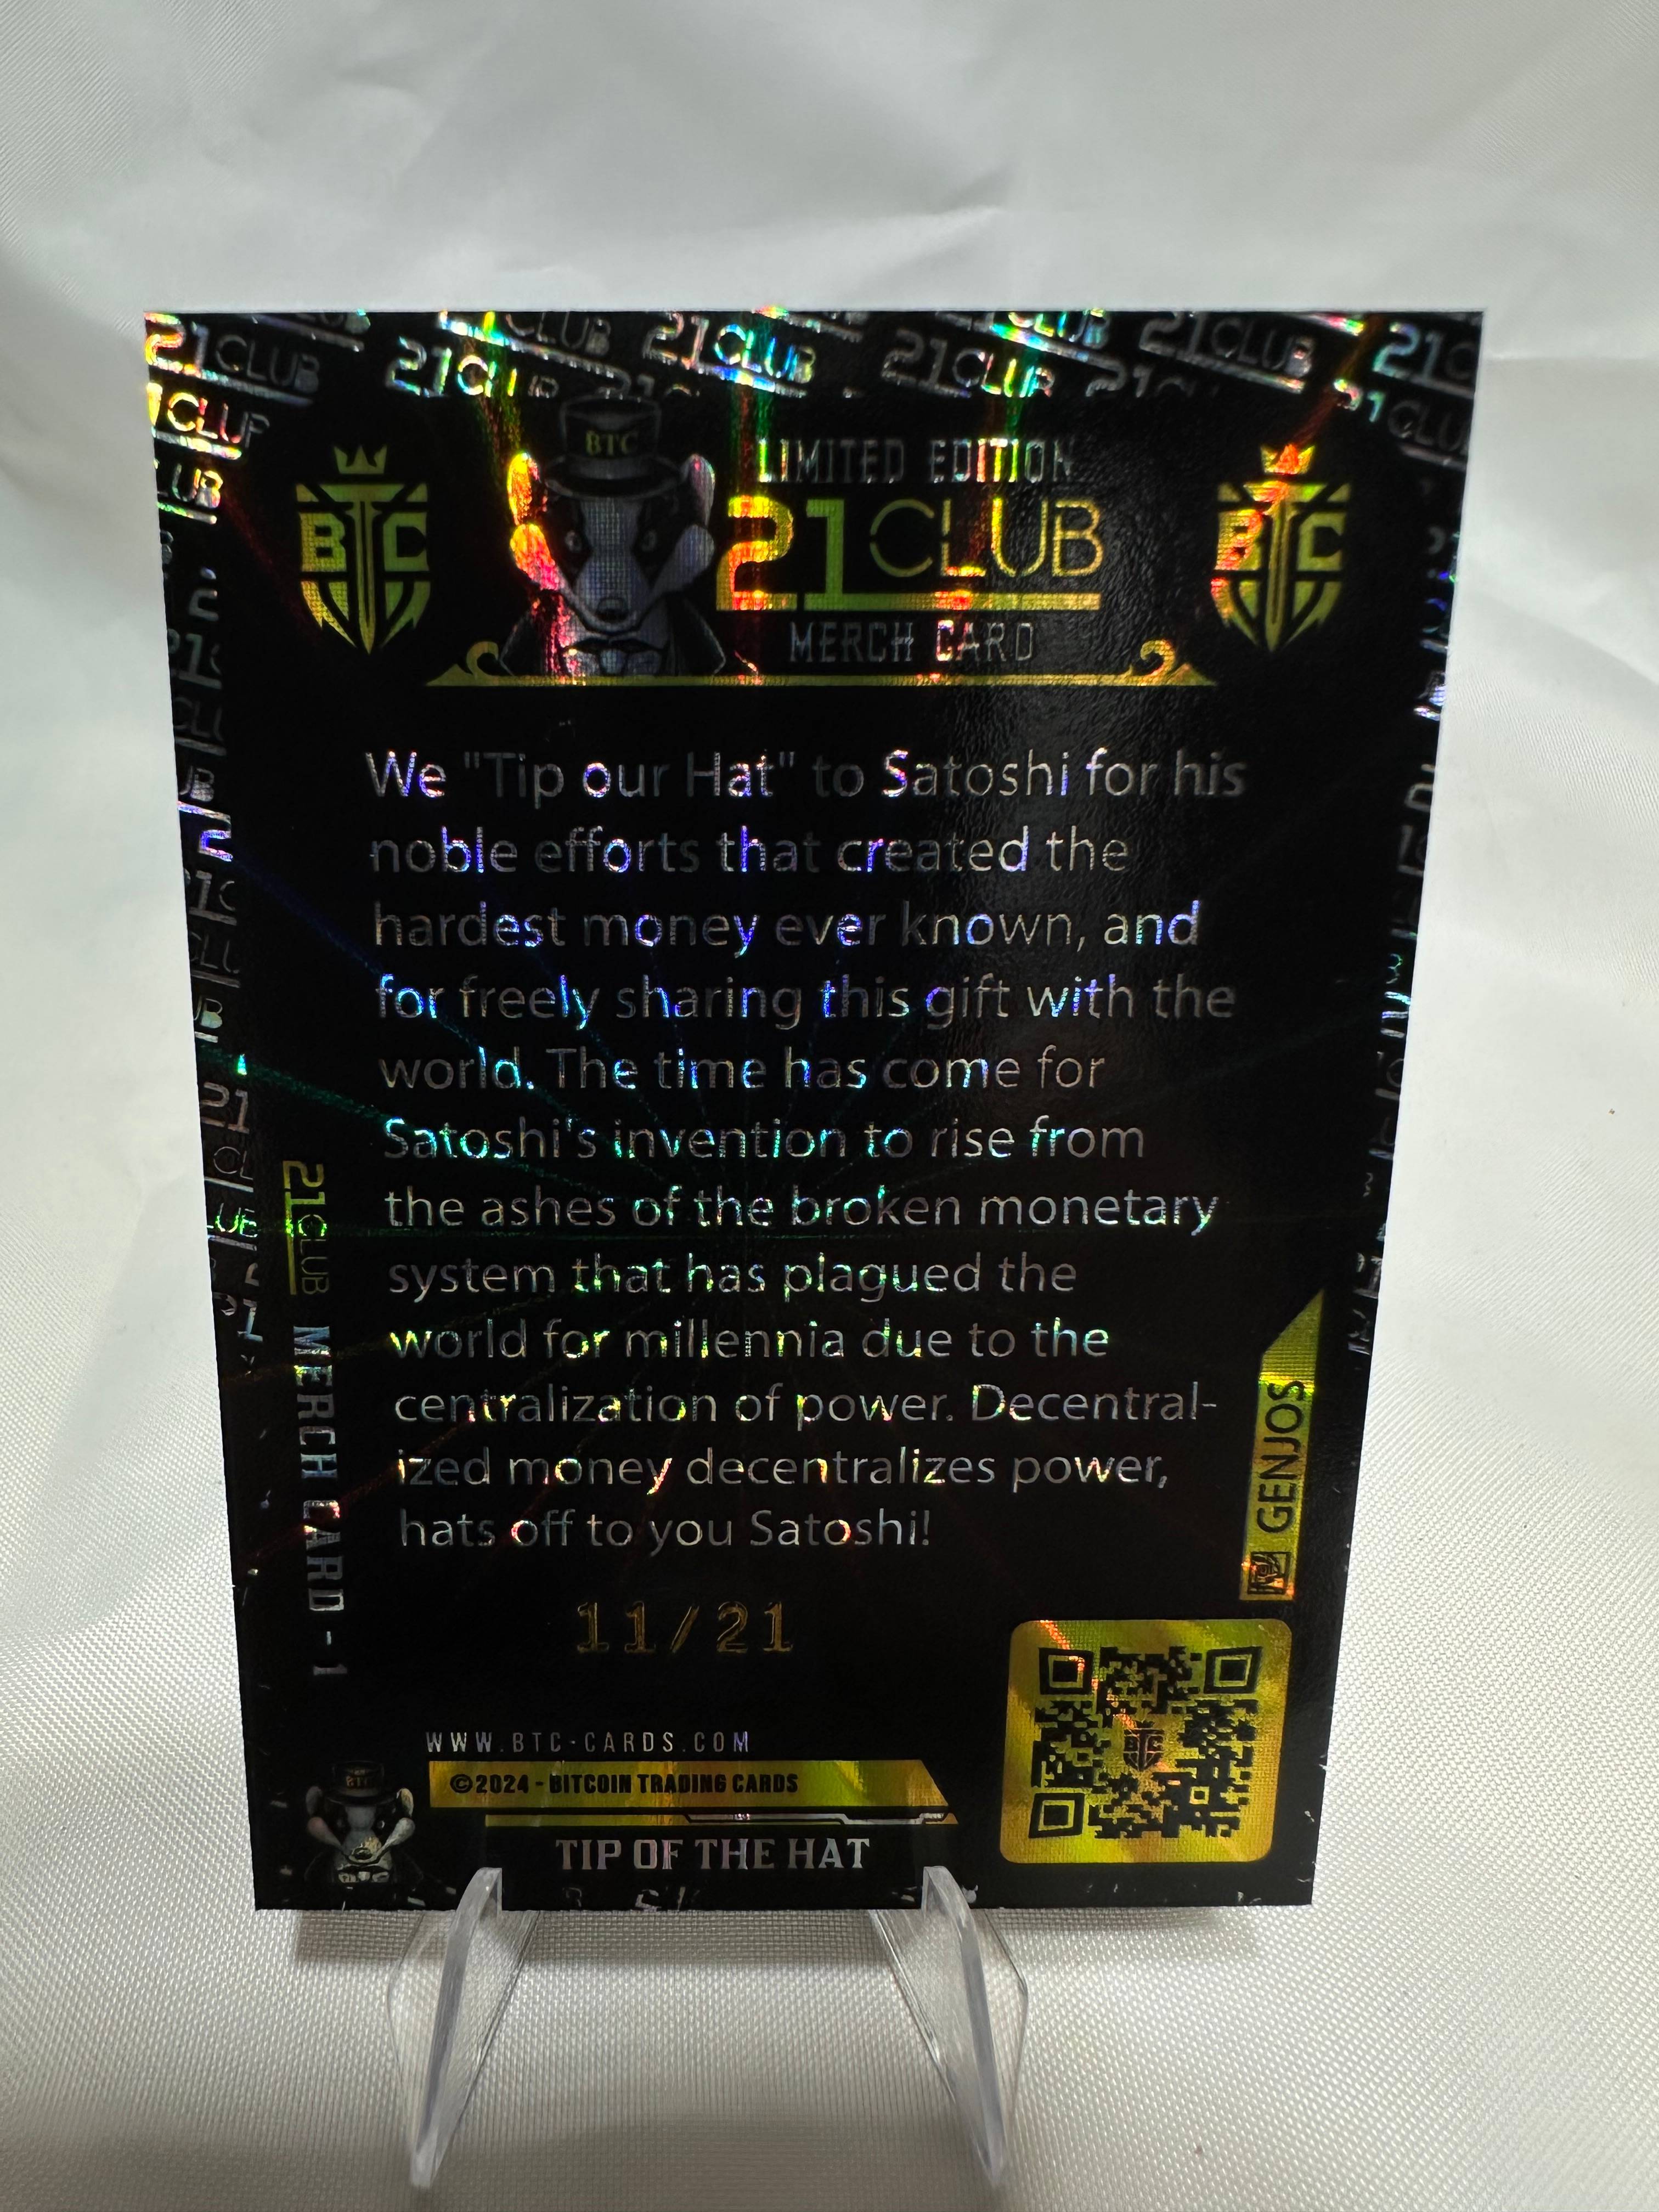 BTC
LIMITED EDITION
BTC
21CLUB
BTC
MERCH CARD
We "Tip our Hat" to Satoshi for his
noble efforts that created the
hardest money ever known, and
for freely sharing this gift with the
world. The time has come for
Satoshi's invention to rise from
the ashes of the broken monetary
system that has plagued the
world for millennia due to the
centralization of power. Decentral-
ized money decentralizes power,
hats off to you Satoshi!
21CLUB MERCH CARD - 1
GENJOS
11/21
WWW.BTC-CARDS.COM
©2024 - BITCOIN TRADING CARDS
BTC
TIP OF THE HAT